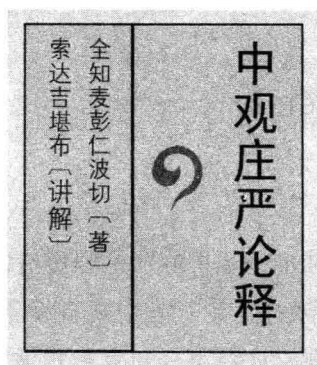 中观庄严论释
全知麦彭仁波切〔著〕
索达吉堪布〔讲解〕